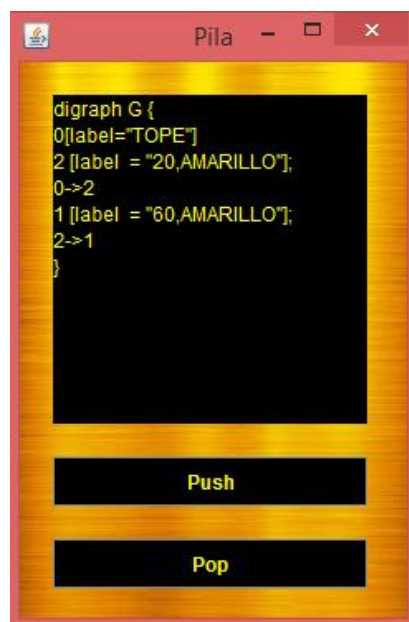 Pila
digraph G {
0[label="TOPE"]
2 [label  = "20,AMARILLO"];
0->2
1 [label  = "60,AMARILLO"];
2->1
}
Push
Pop